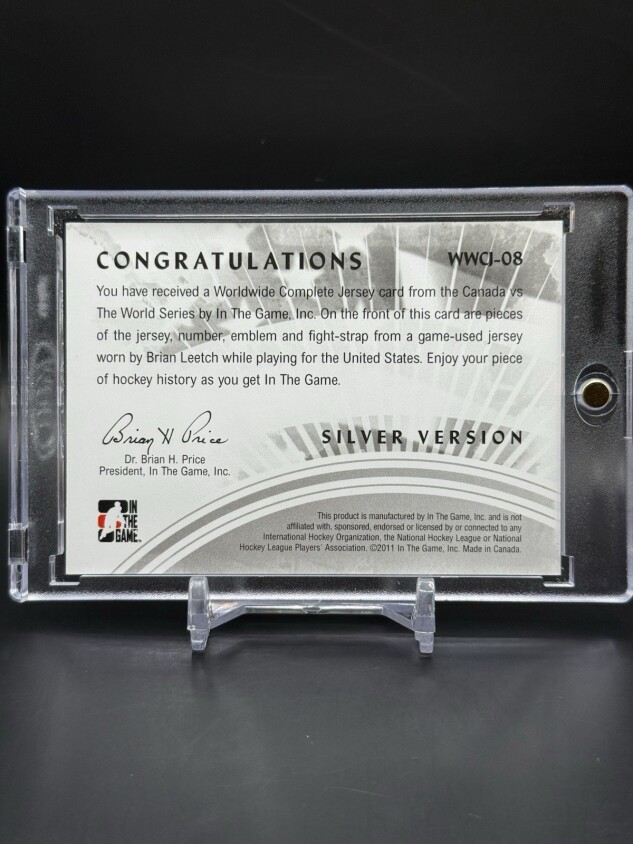 CONGRATULATIONS WWCJ-08
You have received a Worldwide Complete Jersey card from the Canada vs
The World Series by In The Game, Inc. On the front of this card are pieces
of the jersey, number, emblem and fight-strap from a game-used jersey
worn by Brian Leetch while playing for the United States. Enjoy your piece
of hockey history as you get In The Game.
Brian H Price
SILVER VERSION
Dr. Brian H. Price
President, In The Game, Inc.
IN
THE
GAME
This product is manufactured by In The Game, Inc. and is not
affiliated with, sponsored, endorsed or licensed by or connected to any
International Hockey Organization, the National Hockey League or National
Hockey League Players' Association. ©2011 In The Game, Inc. Made in Canada.